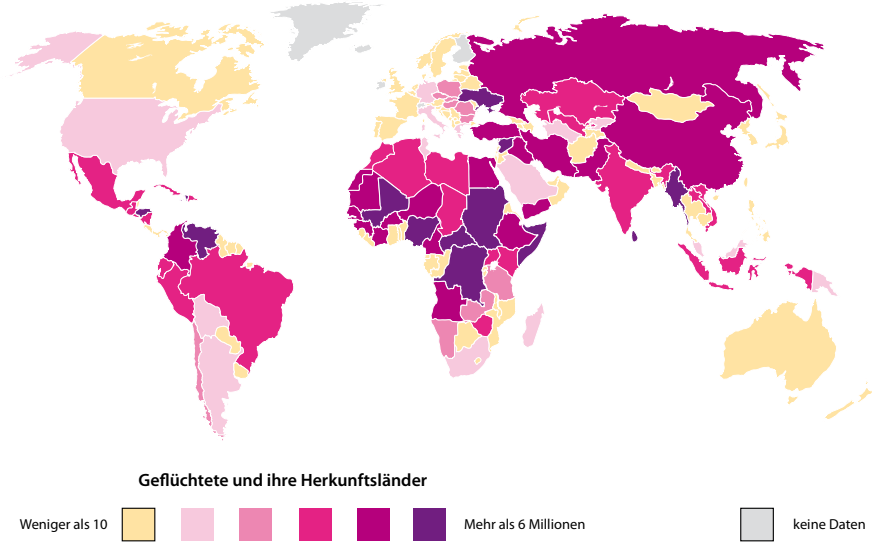 Geflüchtete und ihre Herkunftsländer
Weniger als 10
Mehr als 6 Millionen
keine Daten